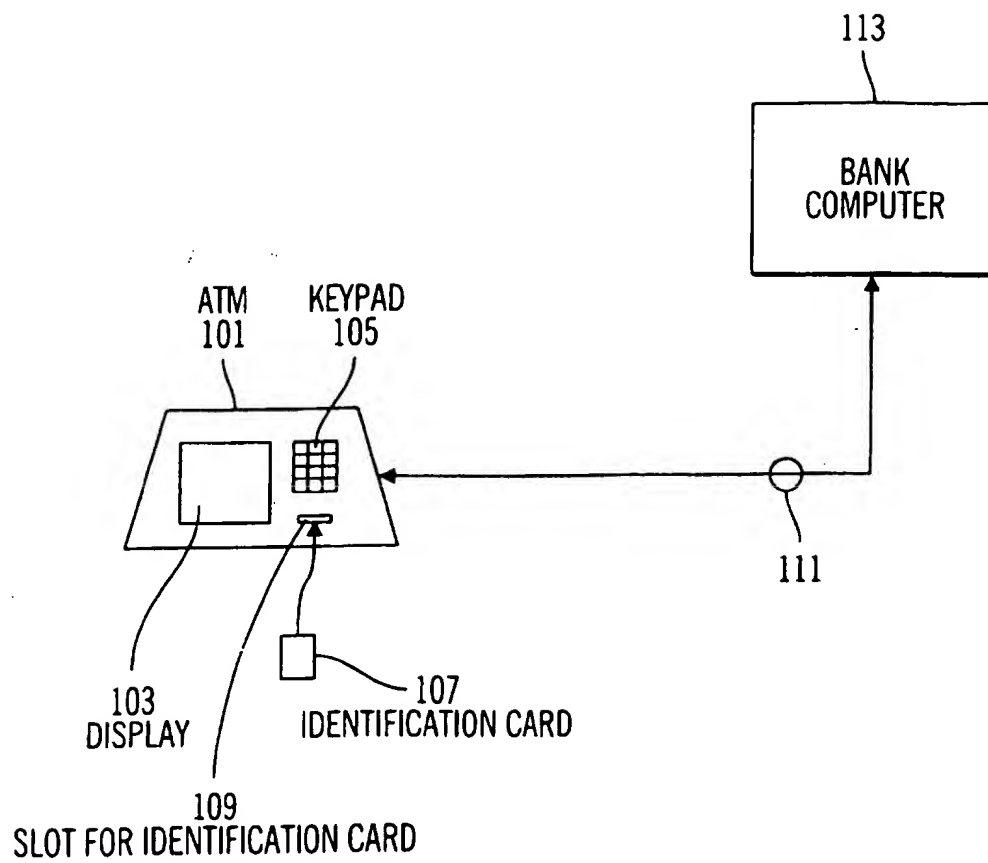 113
BANK
COMPUTER
ATM
101
KEYPAD
105
111
103
DISPLAY
107
IDENTIFICATION CARD
109
SLOT FOR IDENTIFICATION CARD